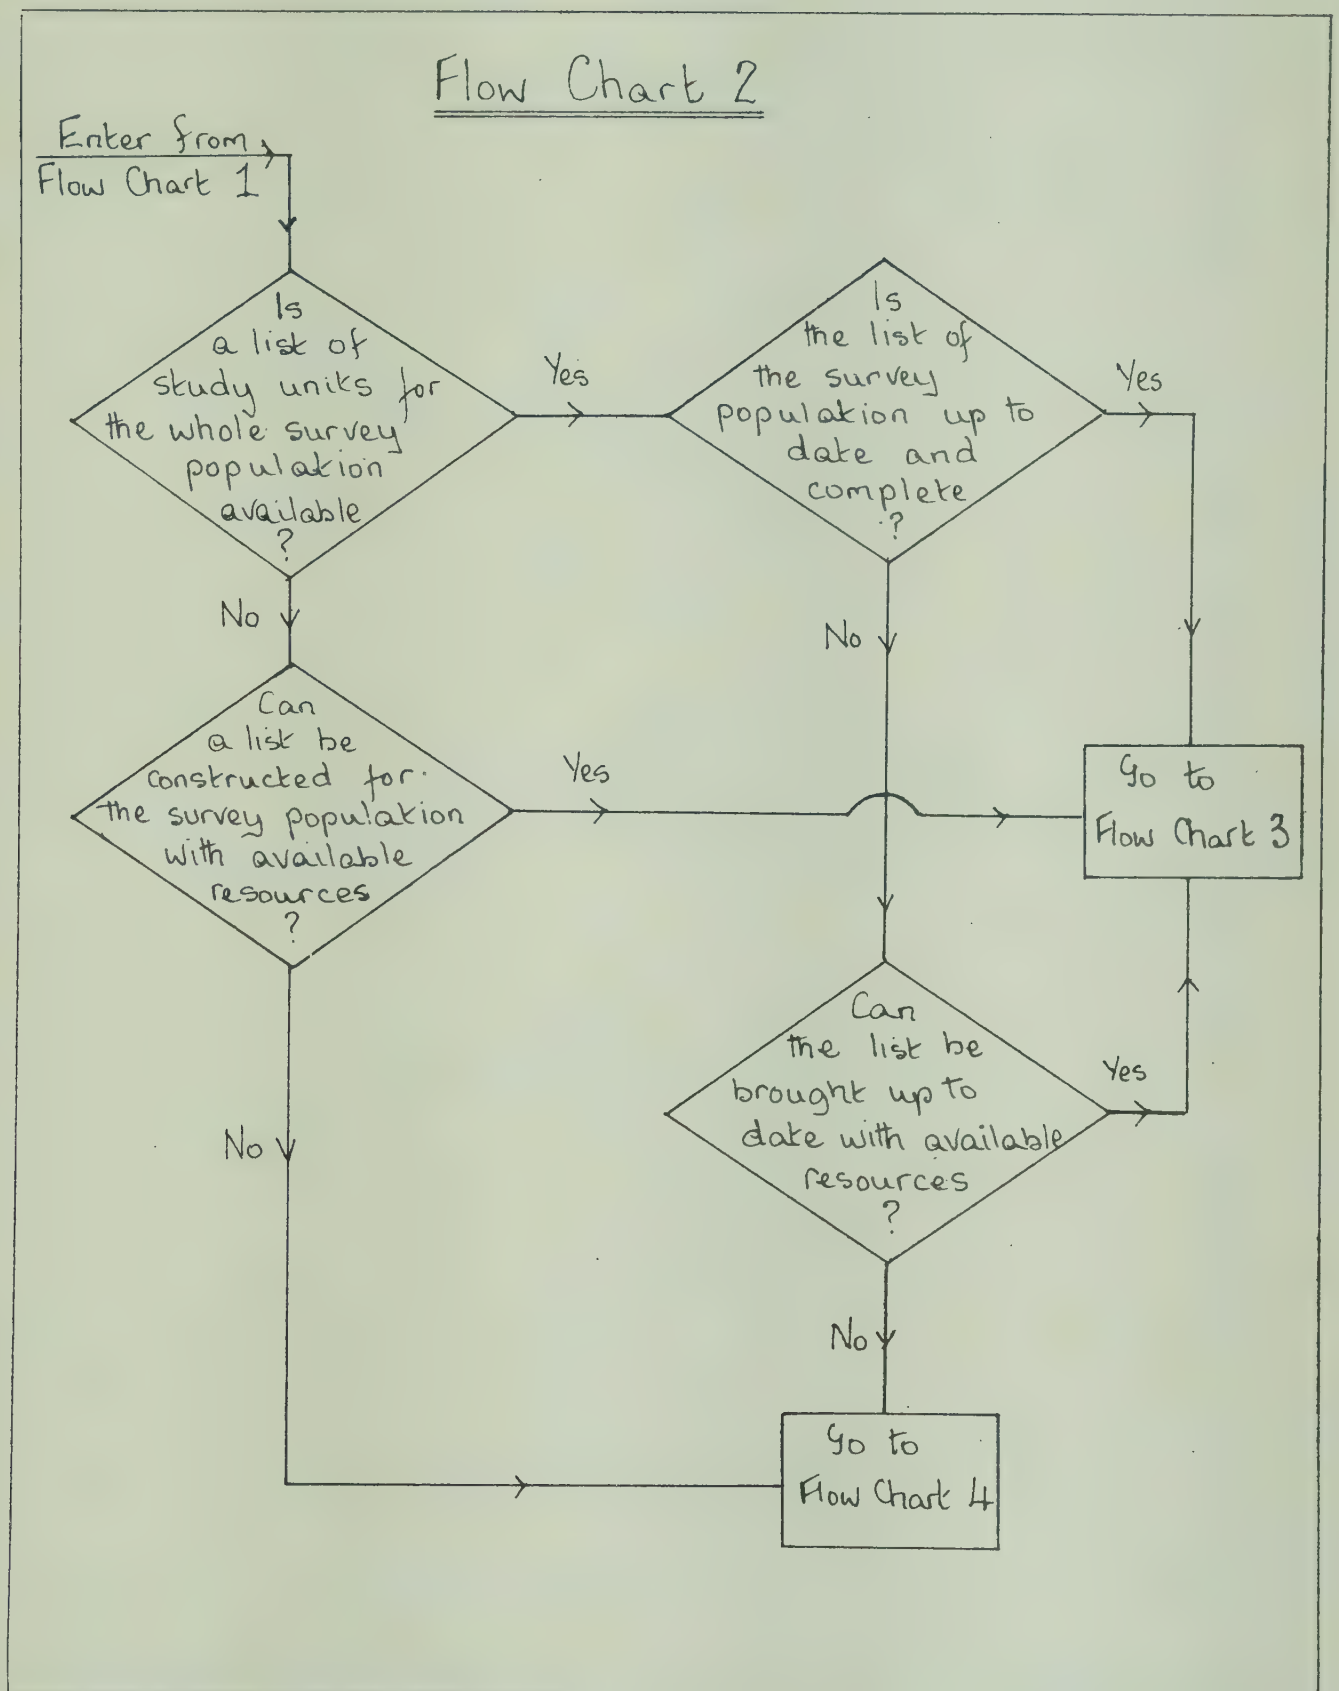 Flow Chart 2
Enter from
Flow Chart 1
Is
a list of
study units for
the whole survey
population
available
?
Yes
Is
the list of
the survey
population up to
date and
complete
?
Yes
No
No
Can
a list be
constructed for
the survey population
with available
resources
?
Yes
Go to
Flow Chart 3
Can
the list be
brought up to
date with available
resources
?
Yes
No
No
Go to
Flow Chart 4